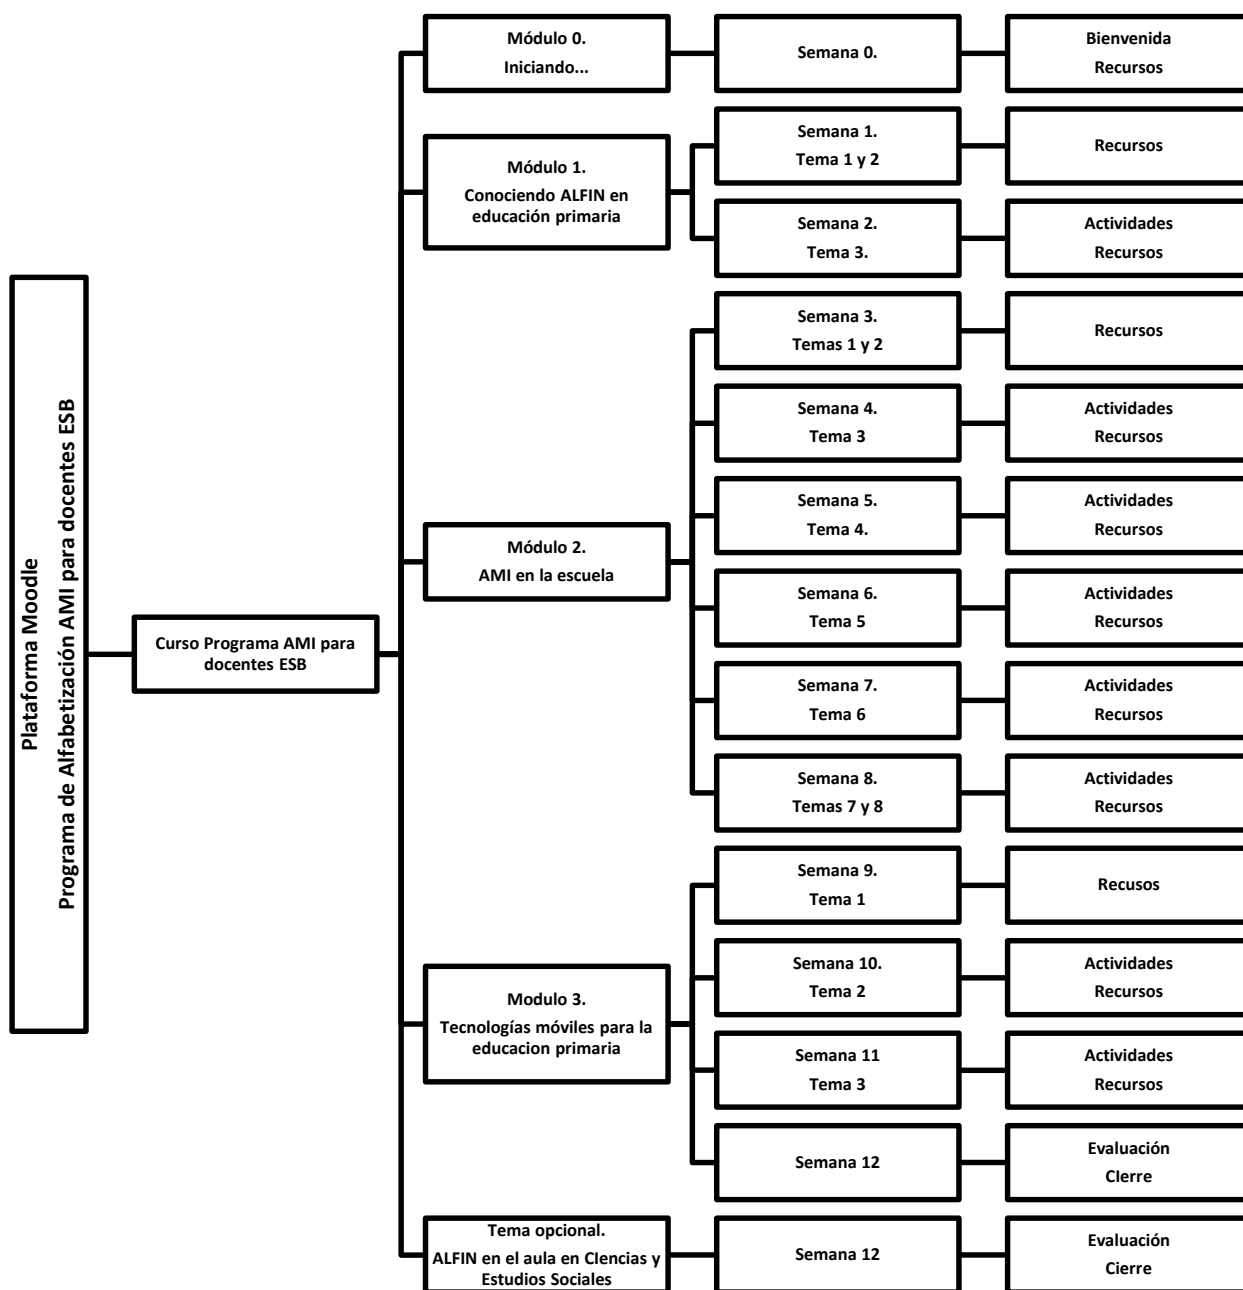 Plataforma Moodle
Programa de Alfabetización AMI para docentes ESB
Curso Programa AMI para
docentes ESB
Módulo 0.
Iniciando...
Semana 0.
Bienvenida
Recursos
Módulo 1.
Conociendo ALFIN en
educación primaria
Semana 1.
Tema 1 y 2
Recursos
Semana 2.
Tema 3.
Actividades
Recursos
Módulo 2.
AMI en la escuela
Semana 3.
Temas 1 y 2
Recursos
Semana 4.
Tema 3
Actividades
Recursos
Semana 5.
Tema 4.
Actividades
Recursos
Semana 6.
Tema 5
Actividades
Recursos
Semana 7.
Tema 6
Actividades
Recursos
Semana 8.
Temas 7 y 8
Actividades
Recursos
Modulo 3.
Tecnologías móviles para la
educacion primaria
Semana 9.
Tema 1
Recusos
Semana 10.
Tema 2
Actividades
Recursos
Semana 11
Tema 3
Actividades
Recursos
Semana 12
Evaluación
CIerre
Tema opcional.
ALFIN en el aula en CIencias y
Estudios Sociales
Semana 12
Evaluación
Cierre